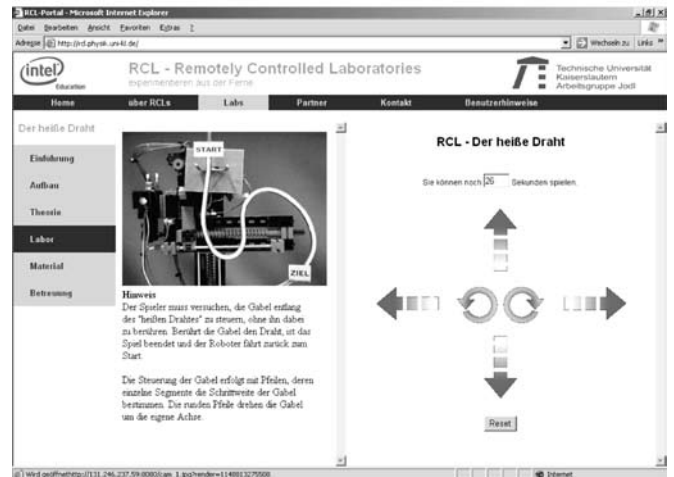 RCL-Portal - Microsoft Internet Explorer
Datei Bearbeiten Ansicht Favoriten Extras ?
Adresse http://rcl.physik.uni-kl.de/ Wechseln zu Links »
intel Education
RCL - Remotely Controlled Laboratories
experimentieren aus der Ferne
Technische Universität
Kaiserslautern
Arbeitsgruppe Jodl
Home über RCLs Labs Partner Kontakt Benutzerhinweise
Der heiße Draht
Einführung
Aufbau
Theorie
Labor
Material
Betreuung
START
ZIEL
Hinweis
Der Spieler muss versuchen, die Gabel entlang
des "heißen Drahtes" zu steuern, ohne ihn dabei
zu berühren. Berührt die Gabel den Draht, ist das
Spiel beendet und der Roboter fährt zurück zum
Start.
Die Steuerung der Gabel erfolgt mit Pfeilen, deren
einzelne Segmente die Schrittweite der Gabel
bestimmen. Die runden Pfeile drehen die Gabel
um die eigene Achse.
RCL - Der heiße Draht
Sie können noch 26 Sekunden spielen.
Reset
Internet